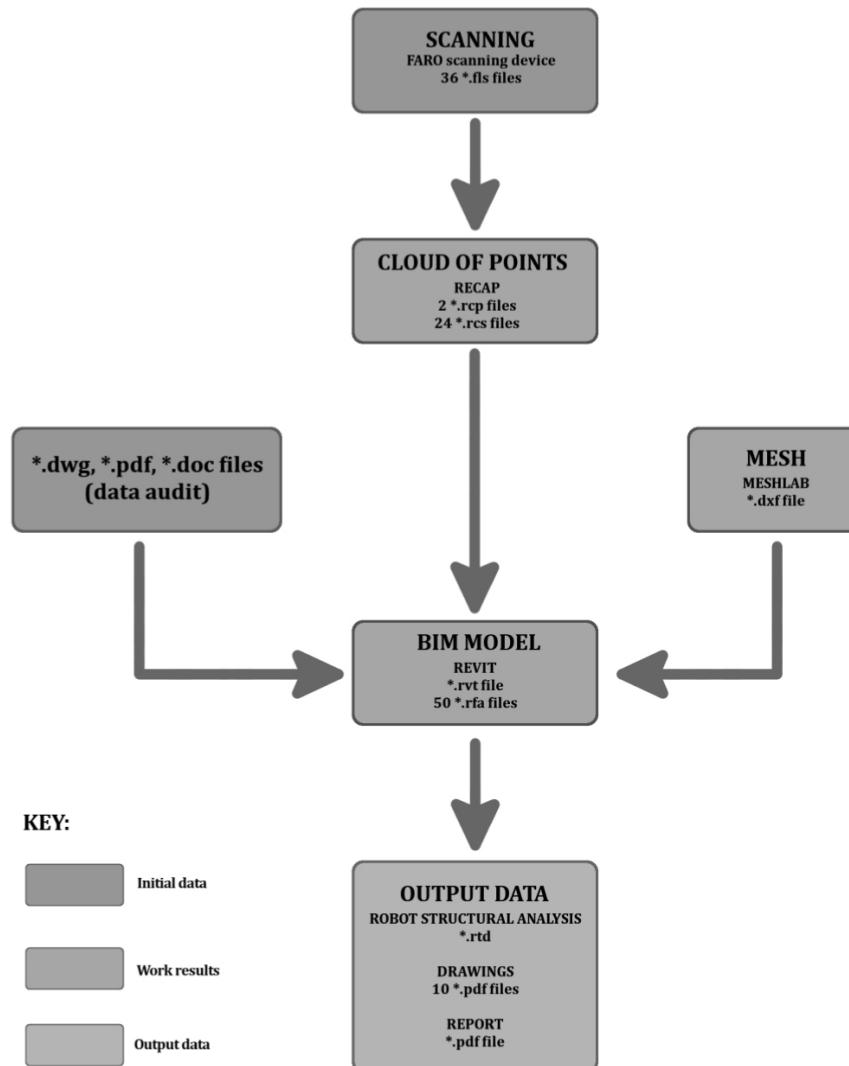 SCANNING
FARO scanning device
36 *.fls files
CLOUD OF POINTS
RECAP
2 *.rcp files
24 *.rcs files
*.dwg, *.pdf, *.doc files
(data audit)
MESH
MESHLAB
*.dxf file
BIM MODEL
REVIT
*.rvt file
50 *.rfa files
KEY:
Initial data
Work results
Output data
OUTPUT DATA
ROBOT STRUCTURAL ANALYSIS
*.rtd
DRAWINGS
10 *.pdf files
REPORT
*.pdf file